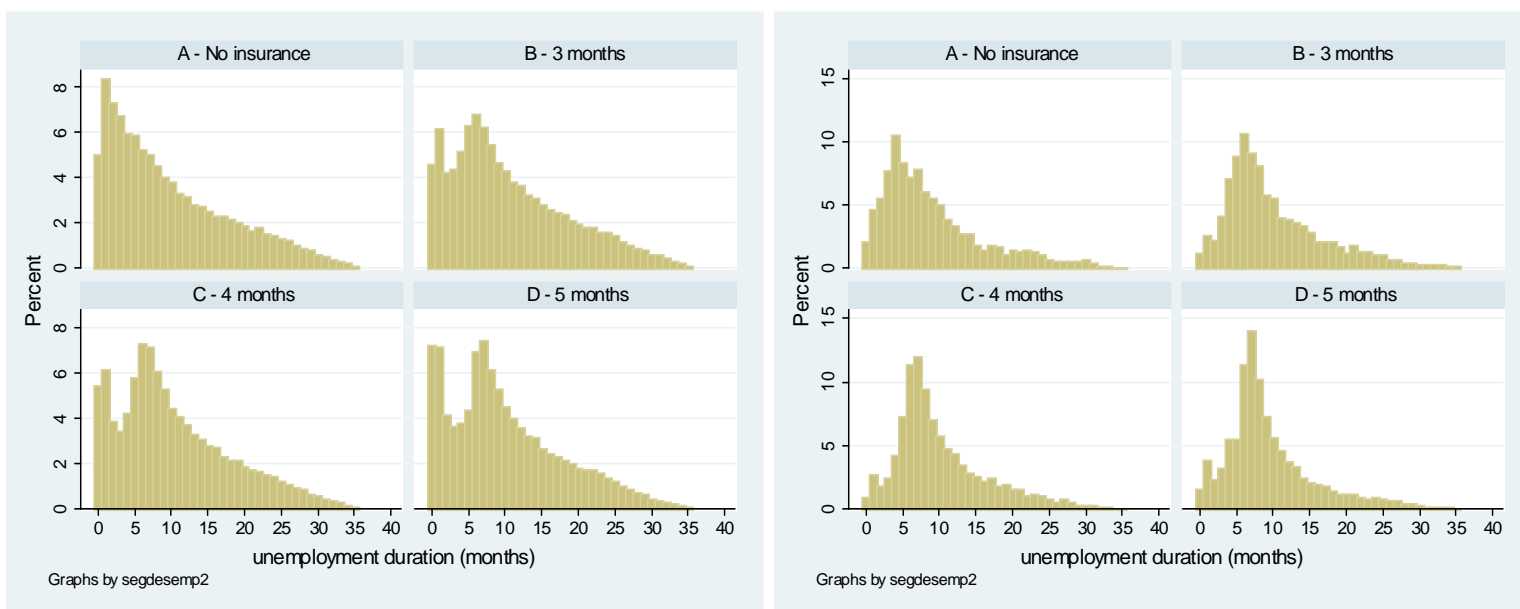 A - No insurance
B - 3 months
0 2 4 6 8
C - 4 months
D - 5 months
0 2 4 6 8
0 5 10 15 20 25 30 35 40
0 5 10 15 20 25 30 35 40
Percent
unemployment duration (months)
Graphs by segdesemp2
A - No insurance
B - 3 months
0 5 10 15
C - 4 months
D - 5 months
0 5 10 15
0 5 10 15 20 25 30 35 40
0 5 10 15 20 25 30 35 40
Percent
unemployment duration (months)
Graphs by segdesemp2